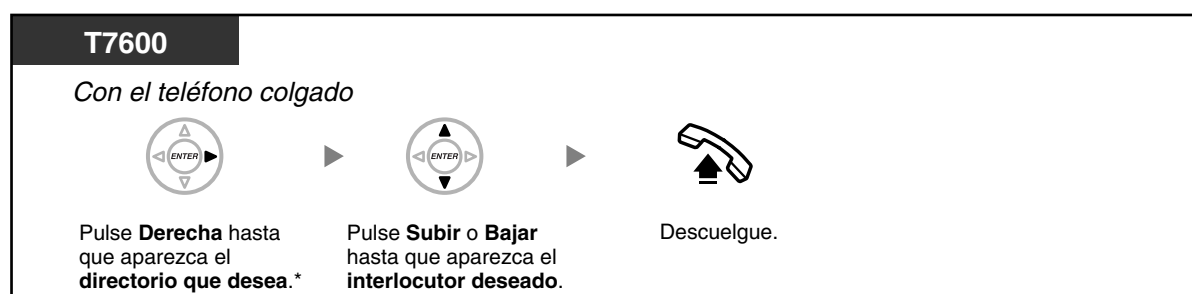 T7600
Con el teléfono colgado
ENTER
ENTER
Pulse Derecha hasta
que aparezca el
directorio que desea.*
Pulse Subir o Bajar
hasta que aparezca el
interlocutor deseado.
Descuelgue.